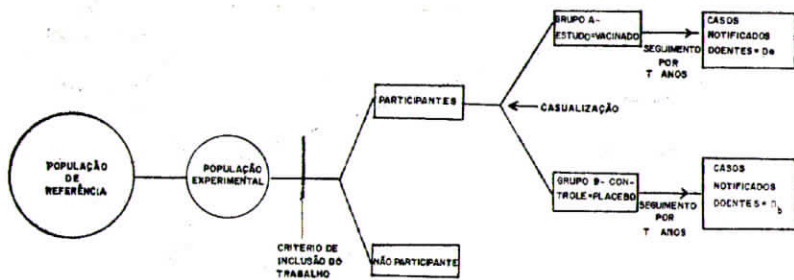 POPULAÇÃO
DE
REFERÊNCIA
POPULAÇÃO
EXPERIMENTAL
CRITÉRIO DE
INCLUSÃO DO
TRABALHO
PARTICIPANTES
NÃO PARTICIPANTE
CASUALIZAÇÃO
GRUPO A-
ESTUDO=VACINADO
SEGUIMENTO
POR
T ANOS
CASOS
NOTIFICADOS
DOENTES = Da
GRUPO B- CON-
TROLE=PLACEBO
SEGUIMENTO
POR
T ANOS
CASOS
NOTIFICADOS
DOENTES = Db